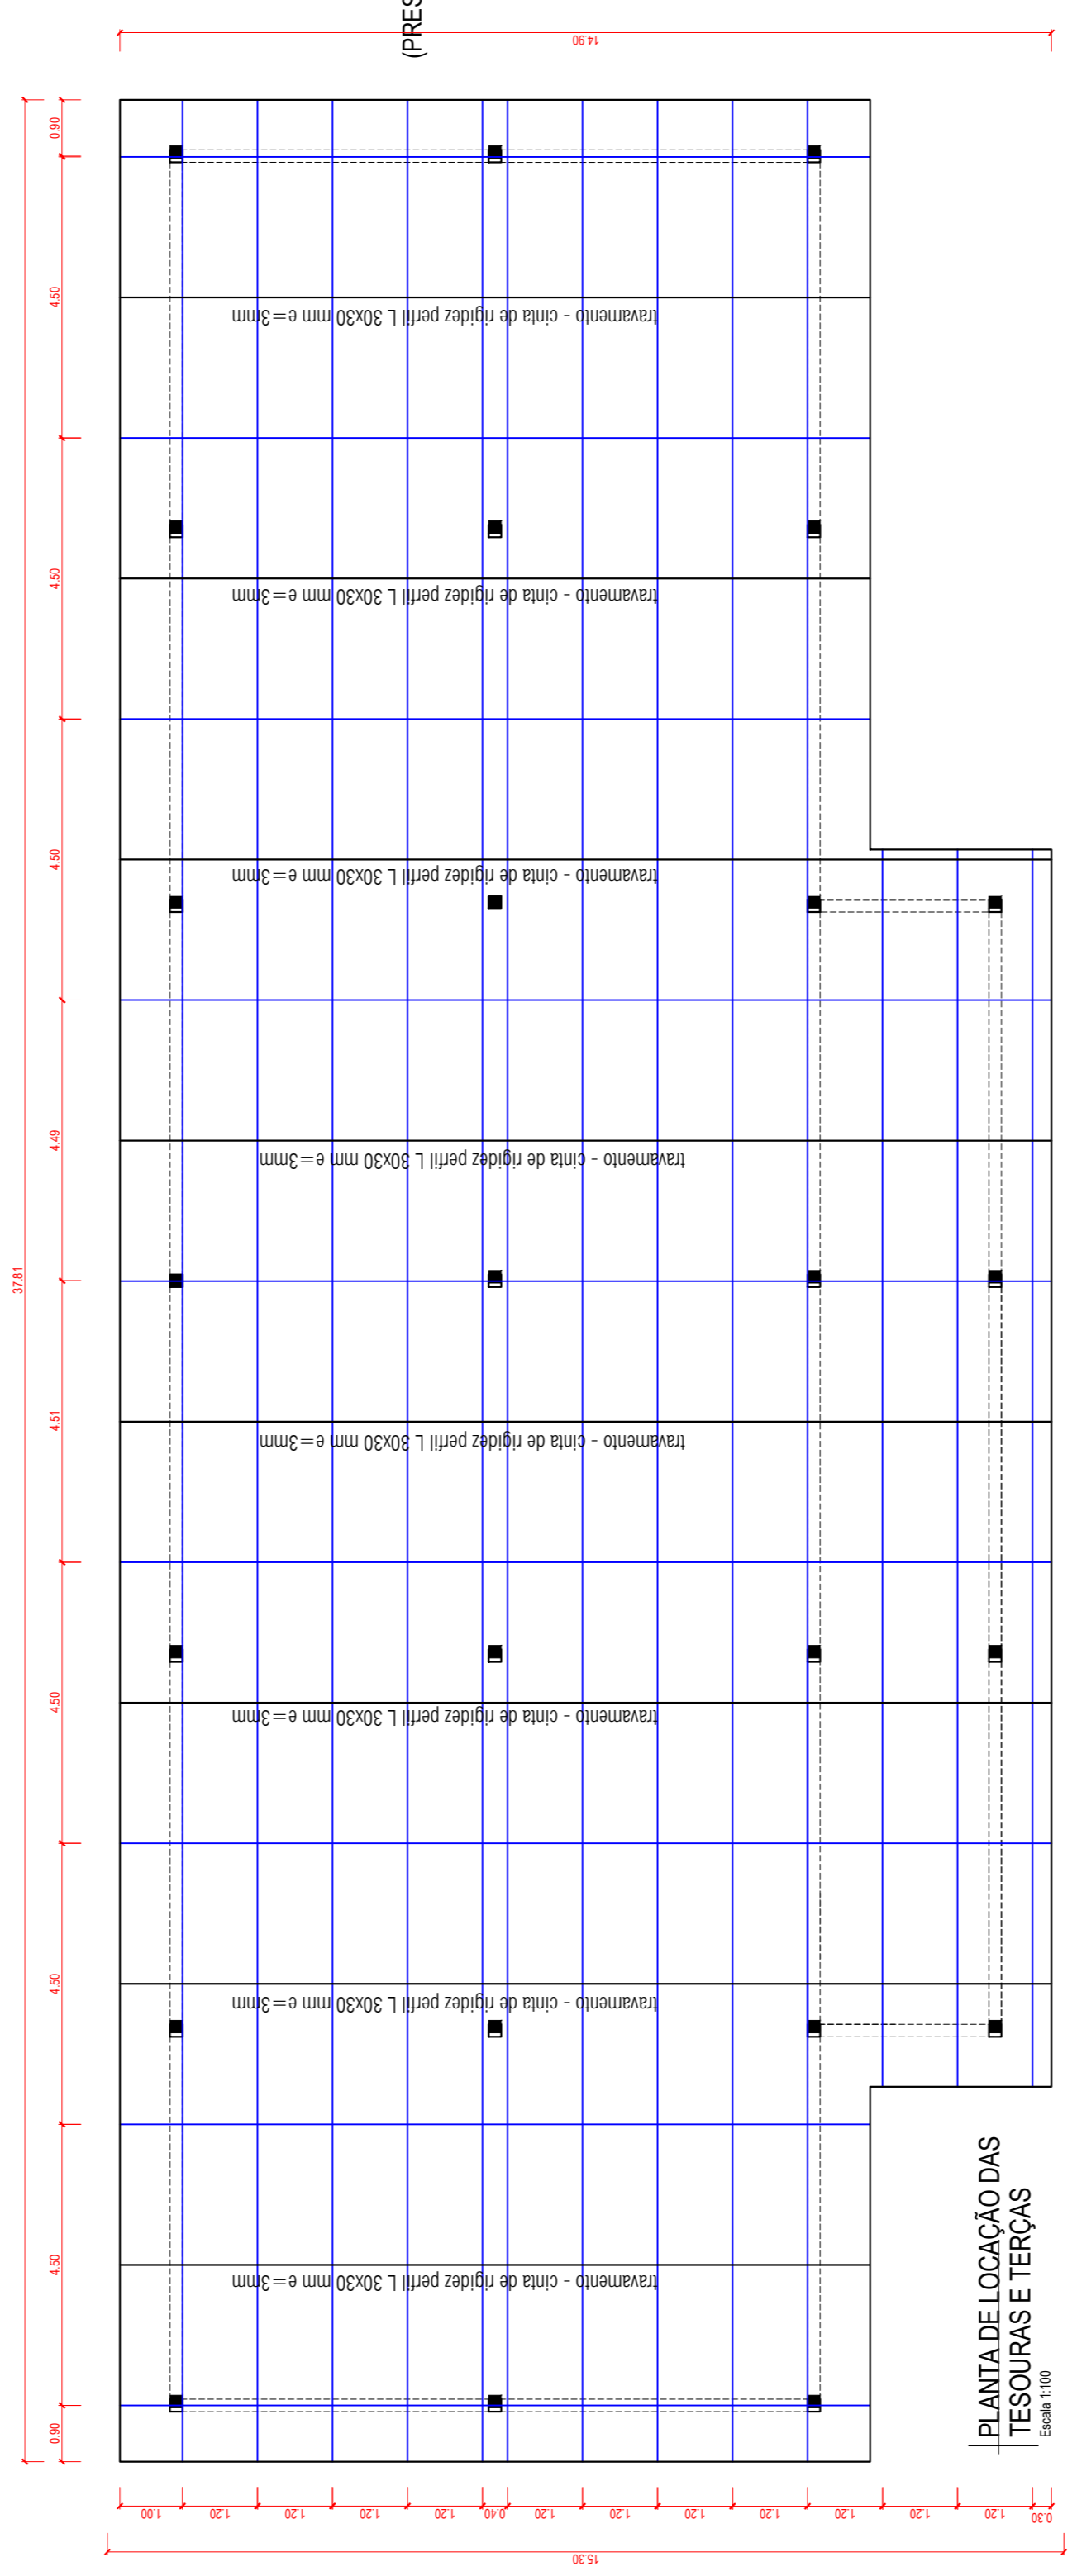 14.90
(PRES
37.81
0.90
4.50
4.50
4.50
4.49
4.51
4.50
4.50
4.50
0.90
travamento - cinta de rigidez perfil L 30x30 mm e=3mm
travamento - cinta de rigidez perfil L 30x30 mm e=3mm
travamento - cinta de rigidez perfil L 30x30 mm e=3mm
travamento - cinta de rigidez perfil L 30x30 mm e=3mm
travamento - cinta de rigidez perfil L 30x30 mm e=3mm
travamento - cinta de rigidez perfil L 30x30 mm e=3mm
travamento - cinta de rigidez perfil L 30x30 mm e=3mm
travamento - cinta de rigidez perfil L 30x30 mm e=3mm
PLANTA DE LOCAÇÃO DAS
TESOURAS E TERÇAS
Escala 1:100
1.00
1.20
1.20
1.20
1.20
0.40
1.20
1.20
1.20
1.20
1.20
1.20
1.20
0.30
15.30